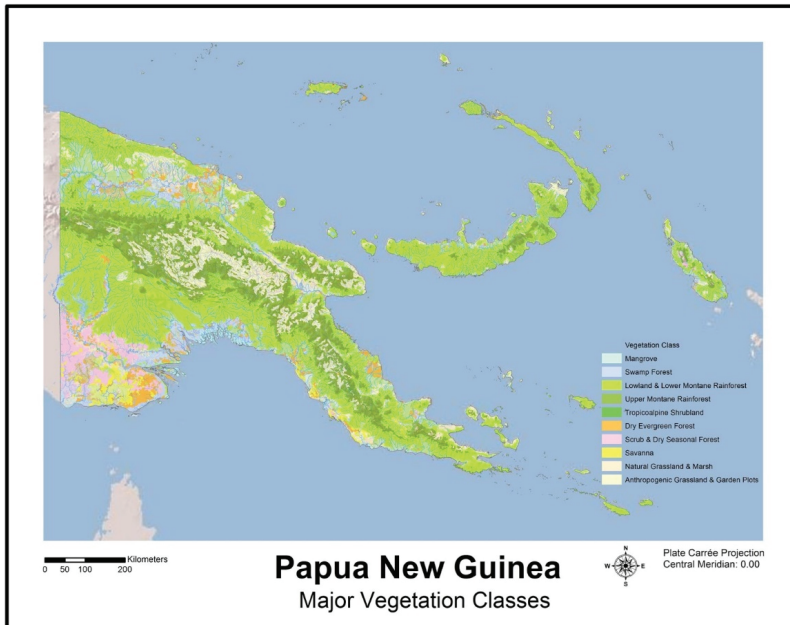 Vegetation Class
Mangrove
Swamp Forest
Lowland & Lower Montane Rainforest
Upper Montane Rainforest
Tropicoalpine Shrubland
Dry Evergreen Forest
Scrub & Dry Seasonal Forest
Savanna
Natural Grassland & Marsh
Anthropogenic Grassland & Garden Plots
Kilometers
0 50 100 200
Papua New Guinea
Major Vegetation Classes
N
W E
S
Plate Carrée Projection
Central Meridian: 0.00